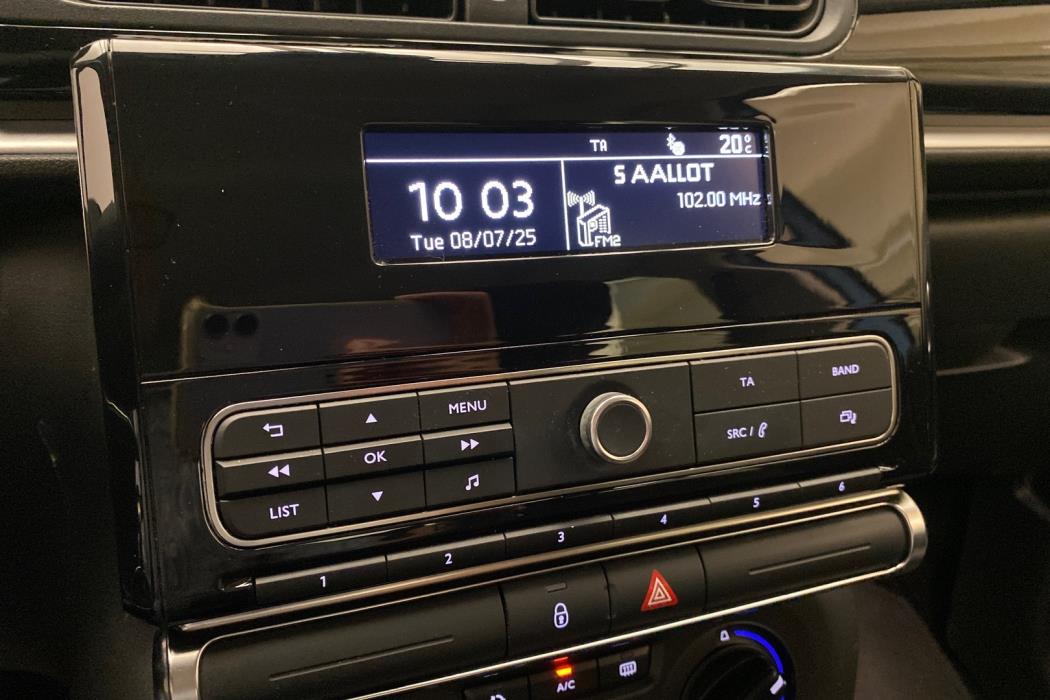 TA
20°C
10 03
Tue 08/07/25
S AALLOT
102.00 MHz
FM2
MENU
OK
LIST
TA
BAND
SRC /
1
2
3
4
5
6
A/C